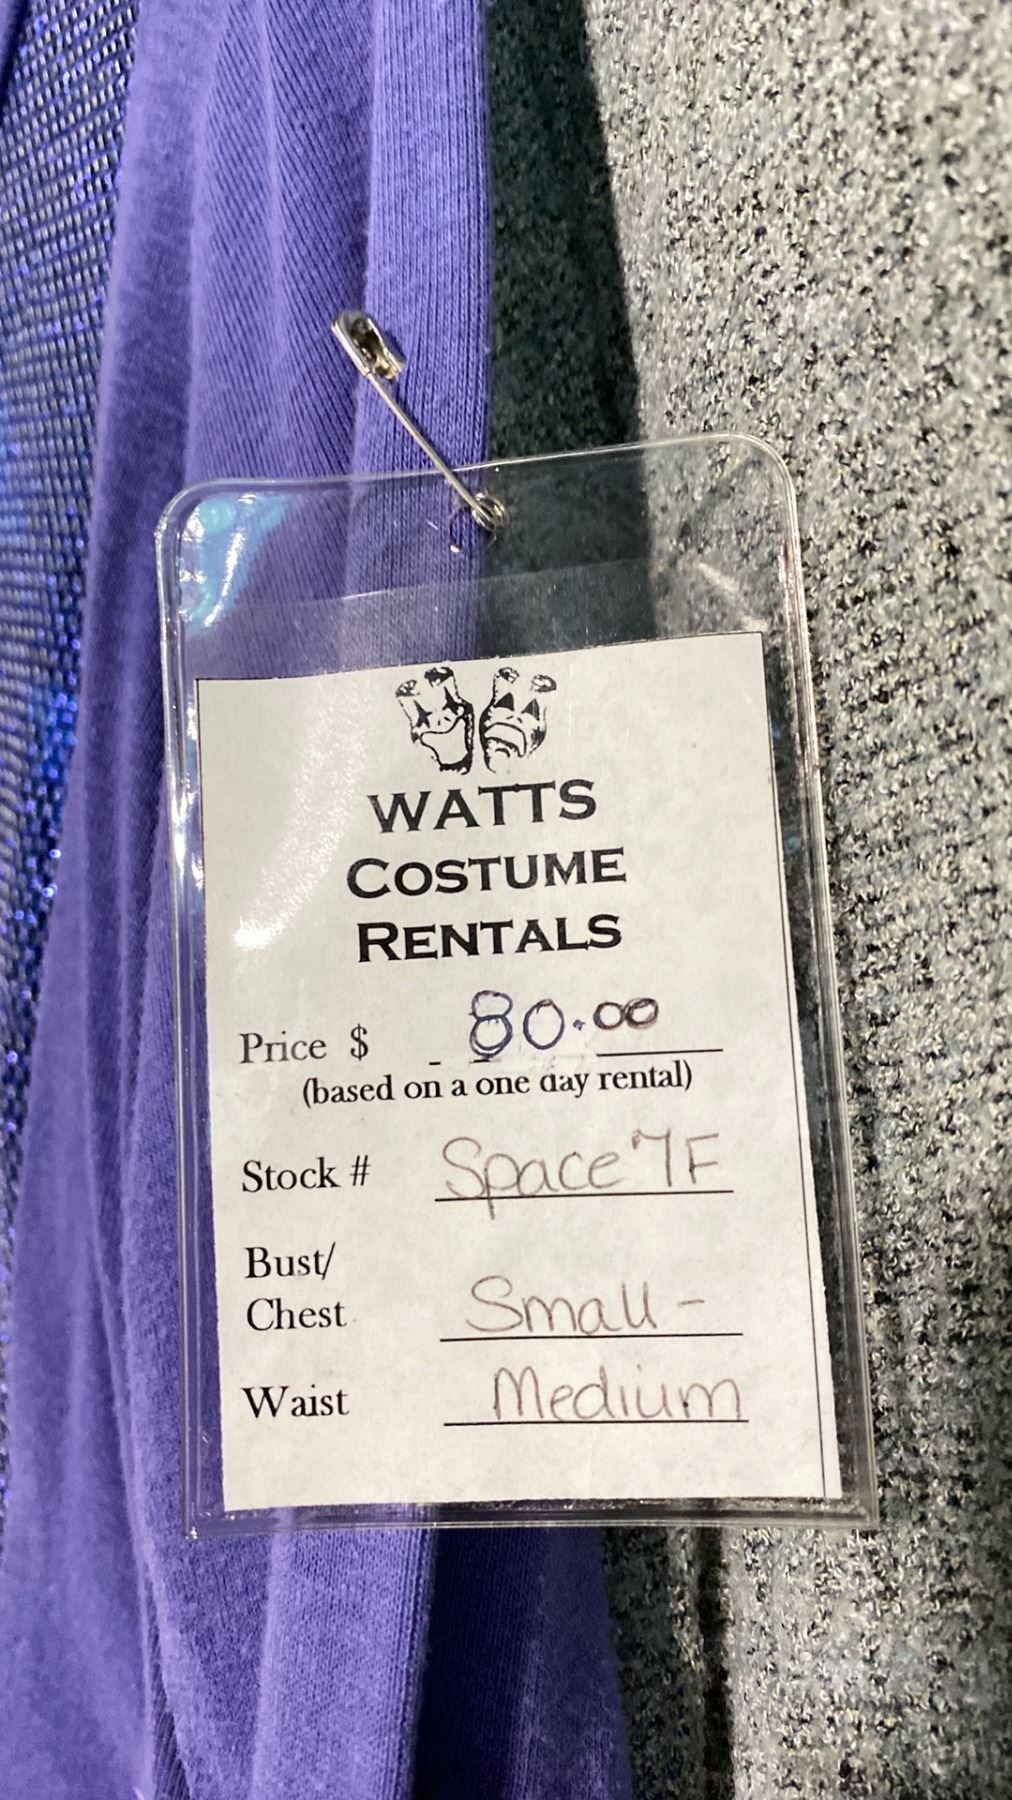 WATTS
COSTUME
RENTALS
Price $ 80.00
(based on a one day rental)
Stock # Space 7F
Bust/
Chest Small -
Waist Medium